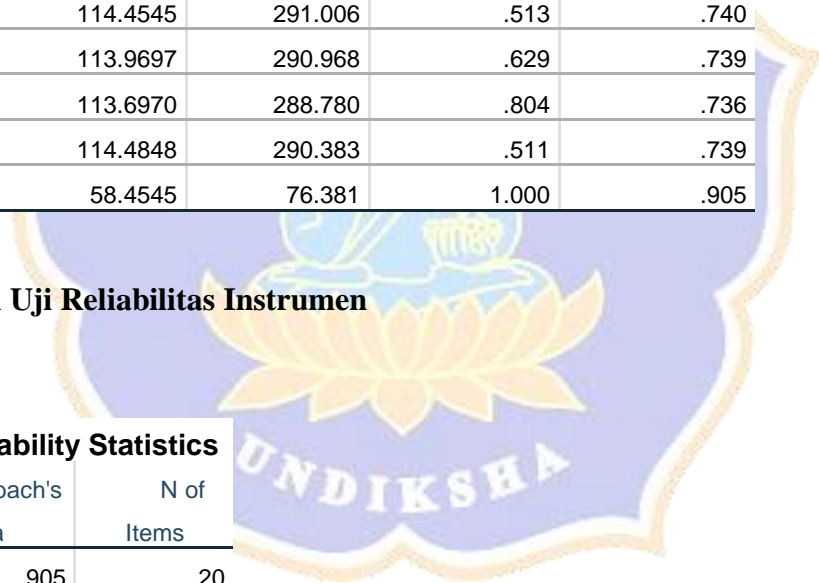 114.4545 291.006 .513 .740
113.9697 290.968 .629 .739
113.6970 288.780 .804 .736
114.4848 290.383 .511 .739
58.4545 76.381 1.000 .905
Uji Reliabilitas Instrumen
ability Statistics
bach's N of
a Items
905 20
UNDIKSHA